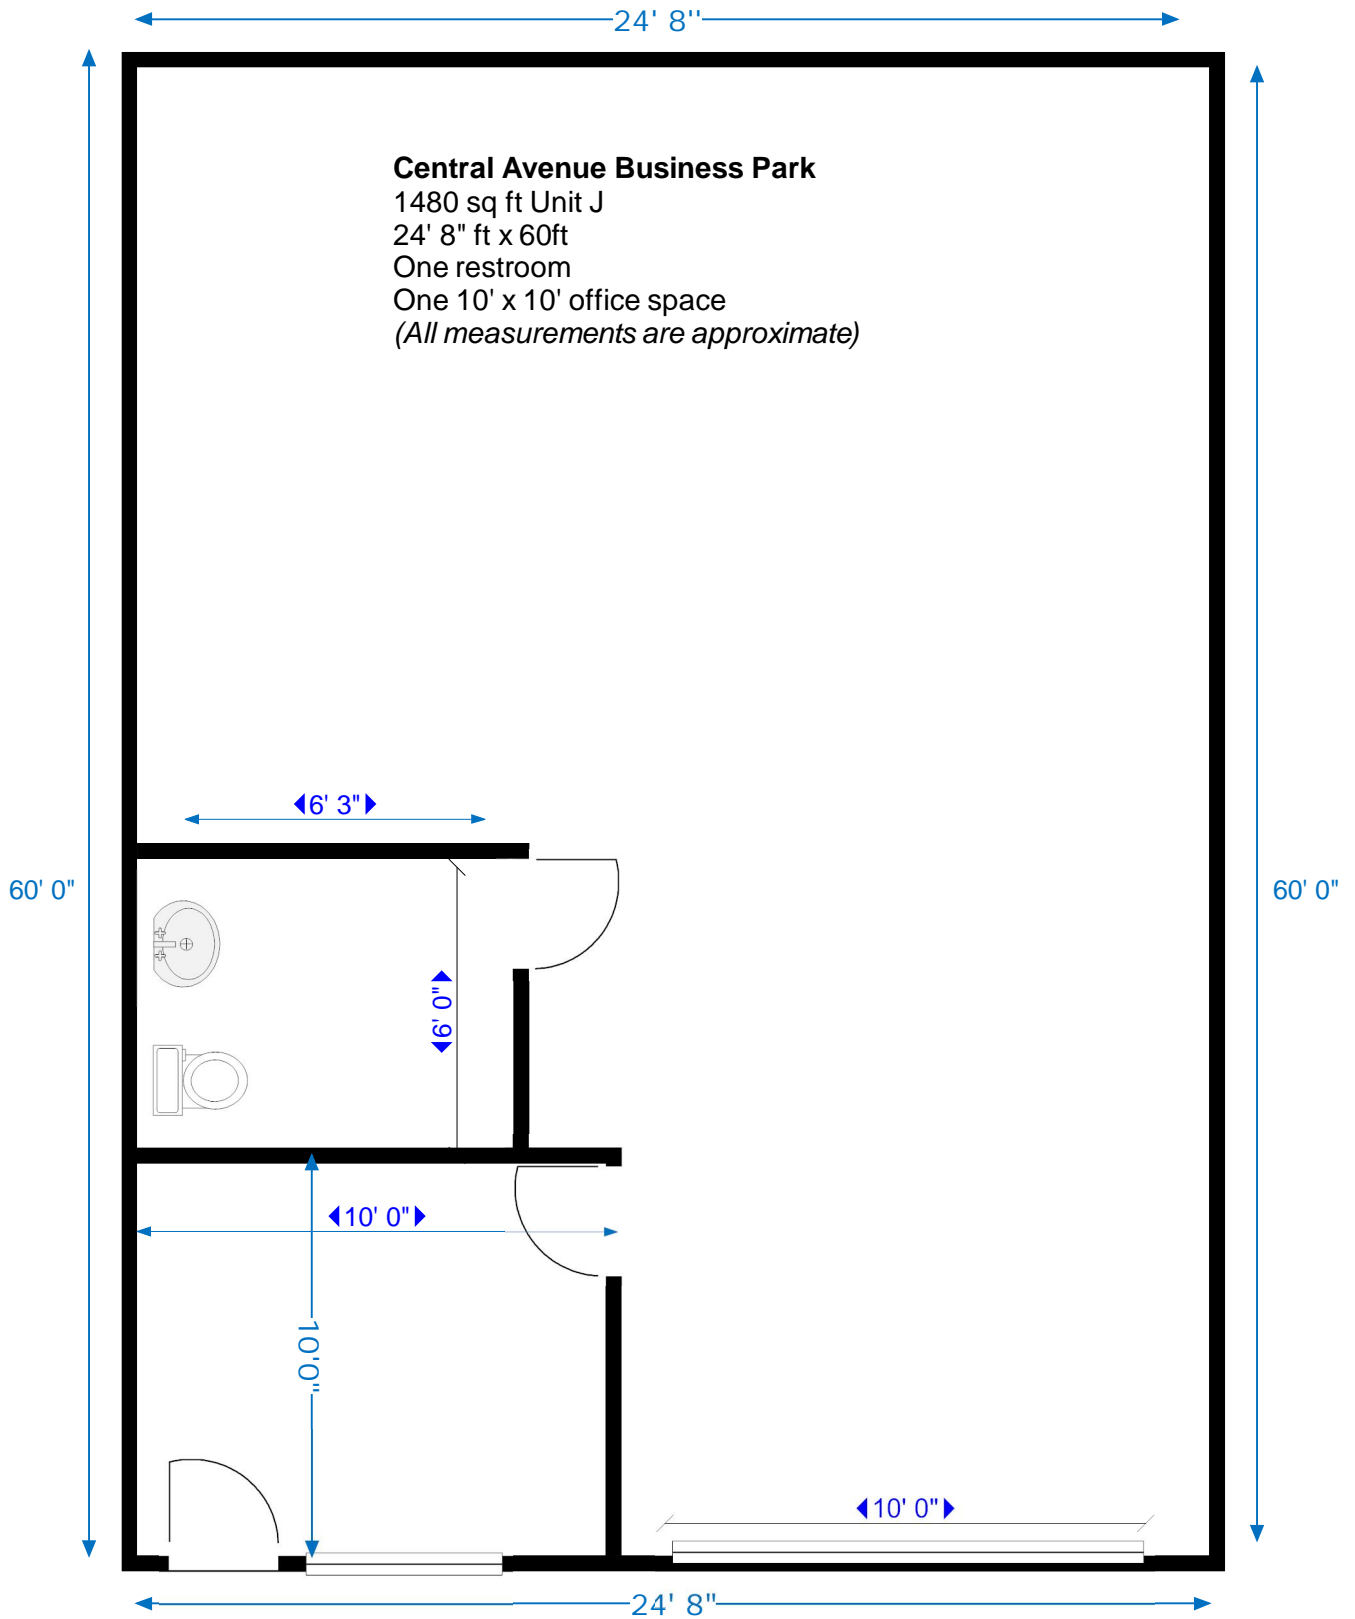 24' 8''
Central Avenue Business Park
1480 sq ft Unit J
24' 8" ft x 60ft
One restroom
One 10' x 10' office space
(All measurements are approximate)
6' 3"
60' 0"
60' 0"
6' 0"
10' 0"
10'0"
10' 0"
24' 8"